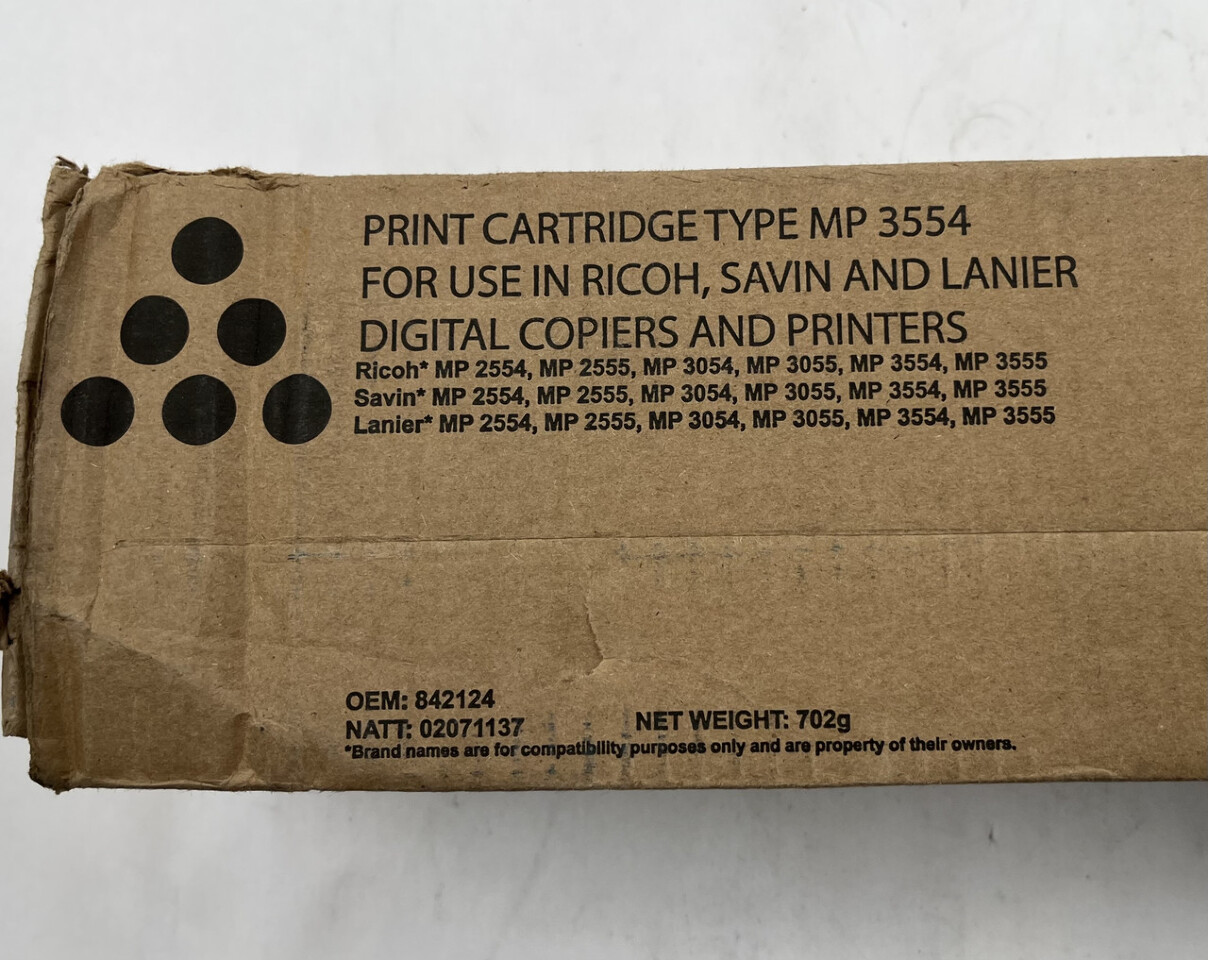 PRINT CARTRIDGE TYPE MP 3554
FOR USE IN RICOH, SAVIN AND LANIER
DIGITAL COPIERS AND PRINTERS
Ricoh* MP 2554, MP 2555, MP 3054, MP 3055, MP 3554, MP 3555
Savin* MP 2554, MP 2555, MP 3054, MP 3055, MP 3554, MP 3555
Lanier* MP 2554, MP 2555, MP 3054, MP 3055, MP 3554, MP 3555
OEM: 842124
NATT: 02071137 NET WEIGHT: 702g
*Brand names are for compatibility purposes only and are property of their owners.